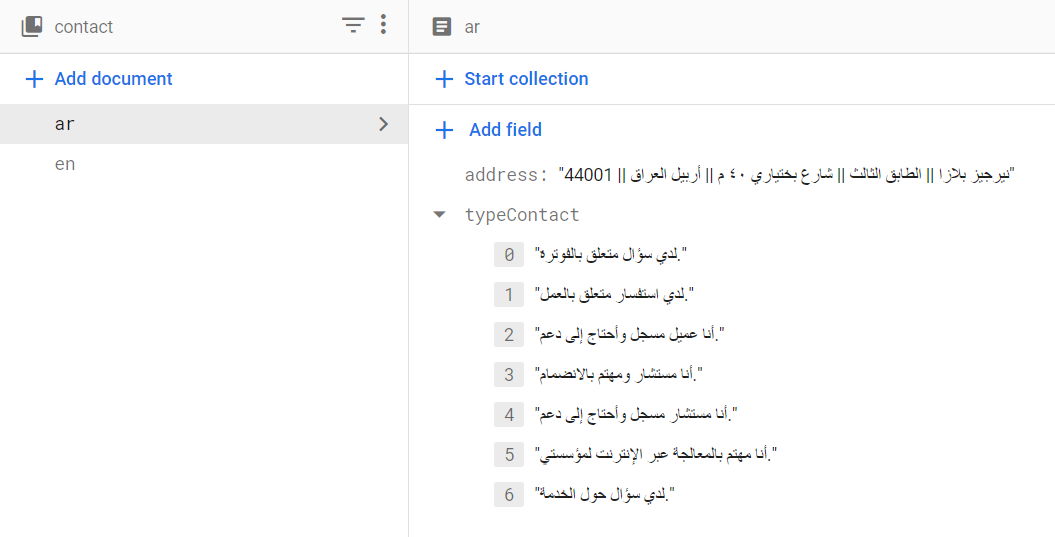 contact
ar
Add document
Start collection
ar
en
Add field
address: "نيرجيز بلازا || الطابق الثالث || شارع بختياري ٤٠ م || أربيل العراق || 44001"
typeContact
0 "لدي سؤال متعلق بالفوترة."
1 "لدي استفسار متعلق بالعمل."
2 "أنا عميل مسجل وأحتاج إلى دعم."
3 "أنا مستشار ومهتم بالانضمام."
4 "أنا مستشار مسجل وأحتاج إلى دعم."
5 "أنا مهتم بالمعالجة عبر الإنترنت لمؤسستي."
6 "لدي سؤال حول الخدمة."